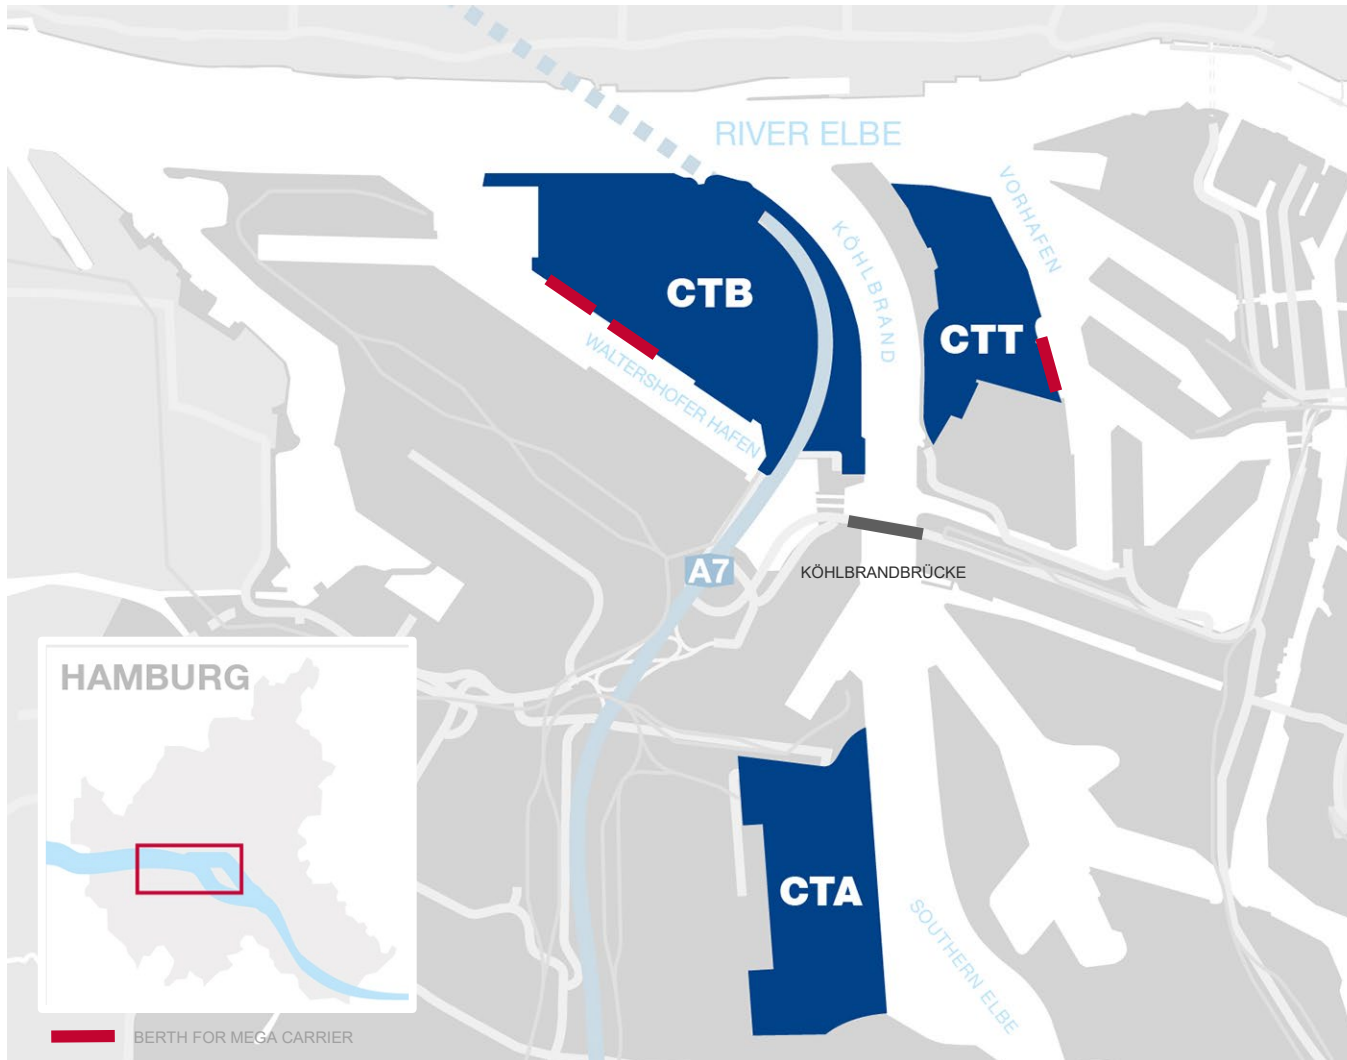 RIVER ELBE
VORHAFEN
KÖHLBRAND
CTB
CTT
WALTERSHOFER HAFEN
A7
KÖHLBRANDBRÜCKE
HAMBURG
CTA
SOUTHERN ELBE
BERTH FOR MEGA CARRIER